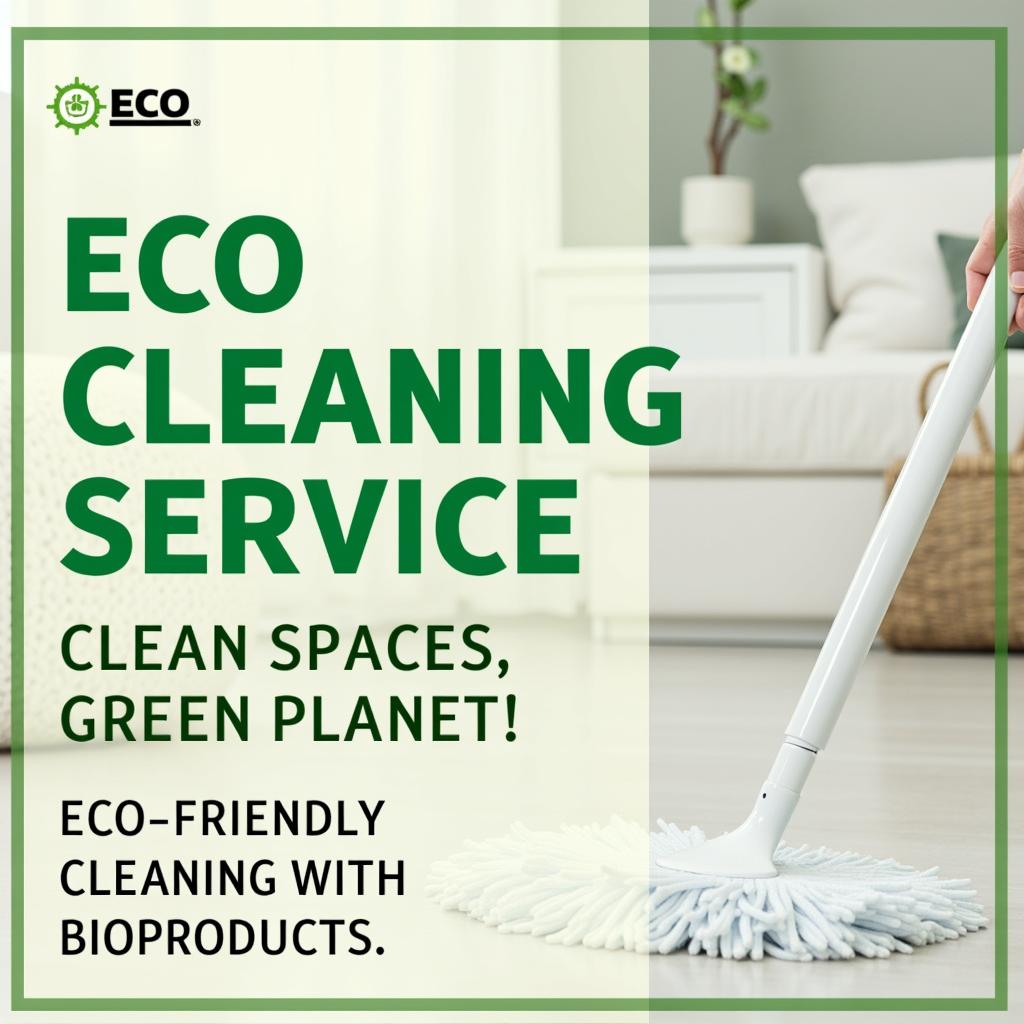 ECO
ECO
CLEANING
SERVICE
CLEAN SPACES,
GREEN PLANET!
ECO-FRIENDLY
CLEANING WITH
BIOPRODUCTS.